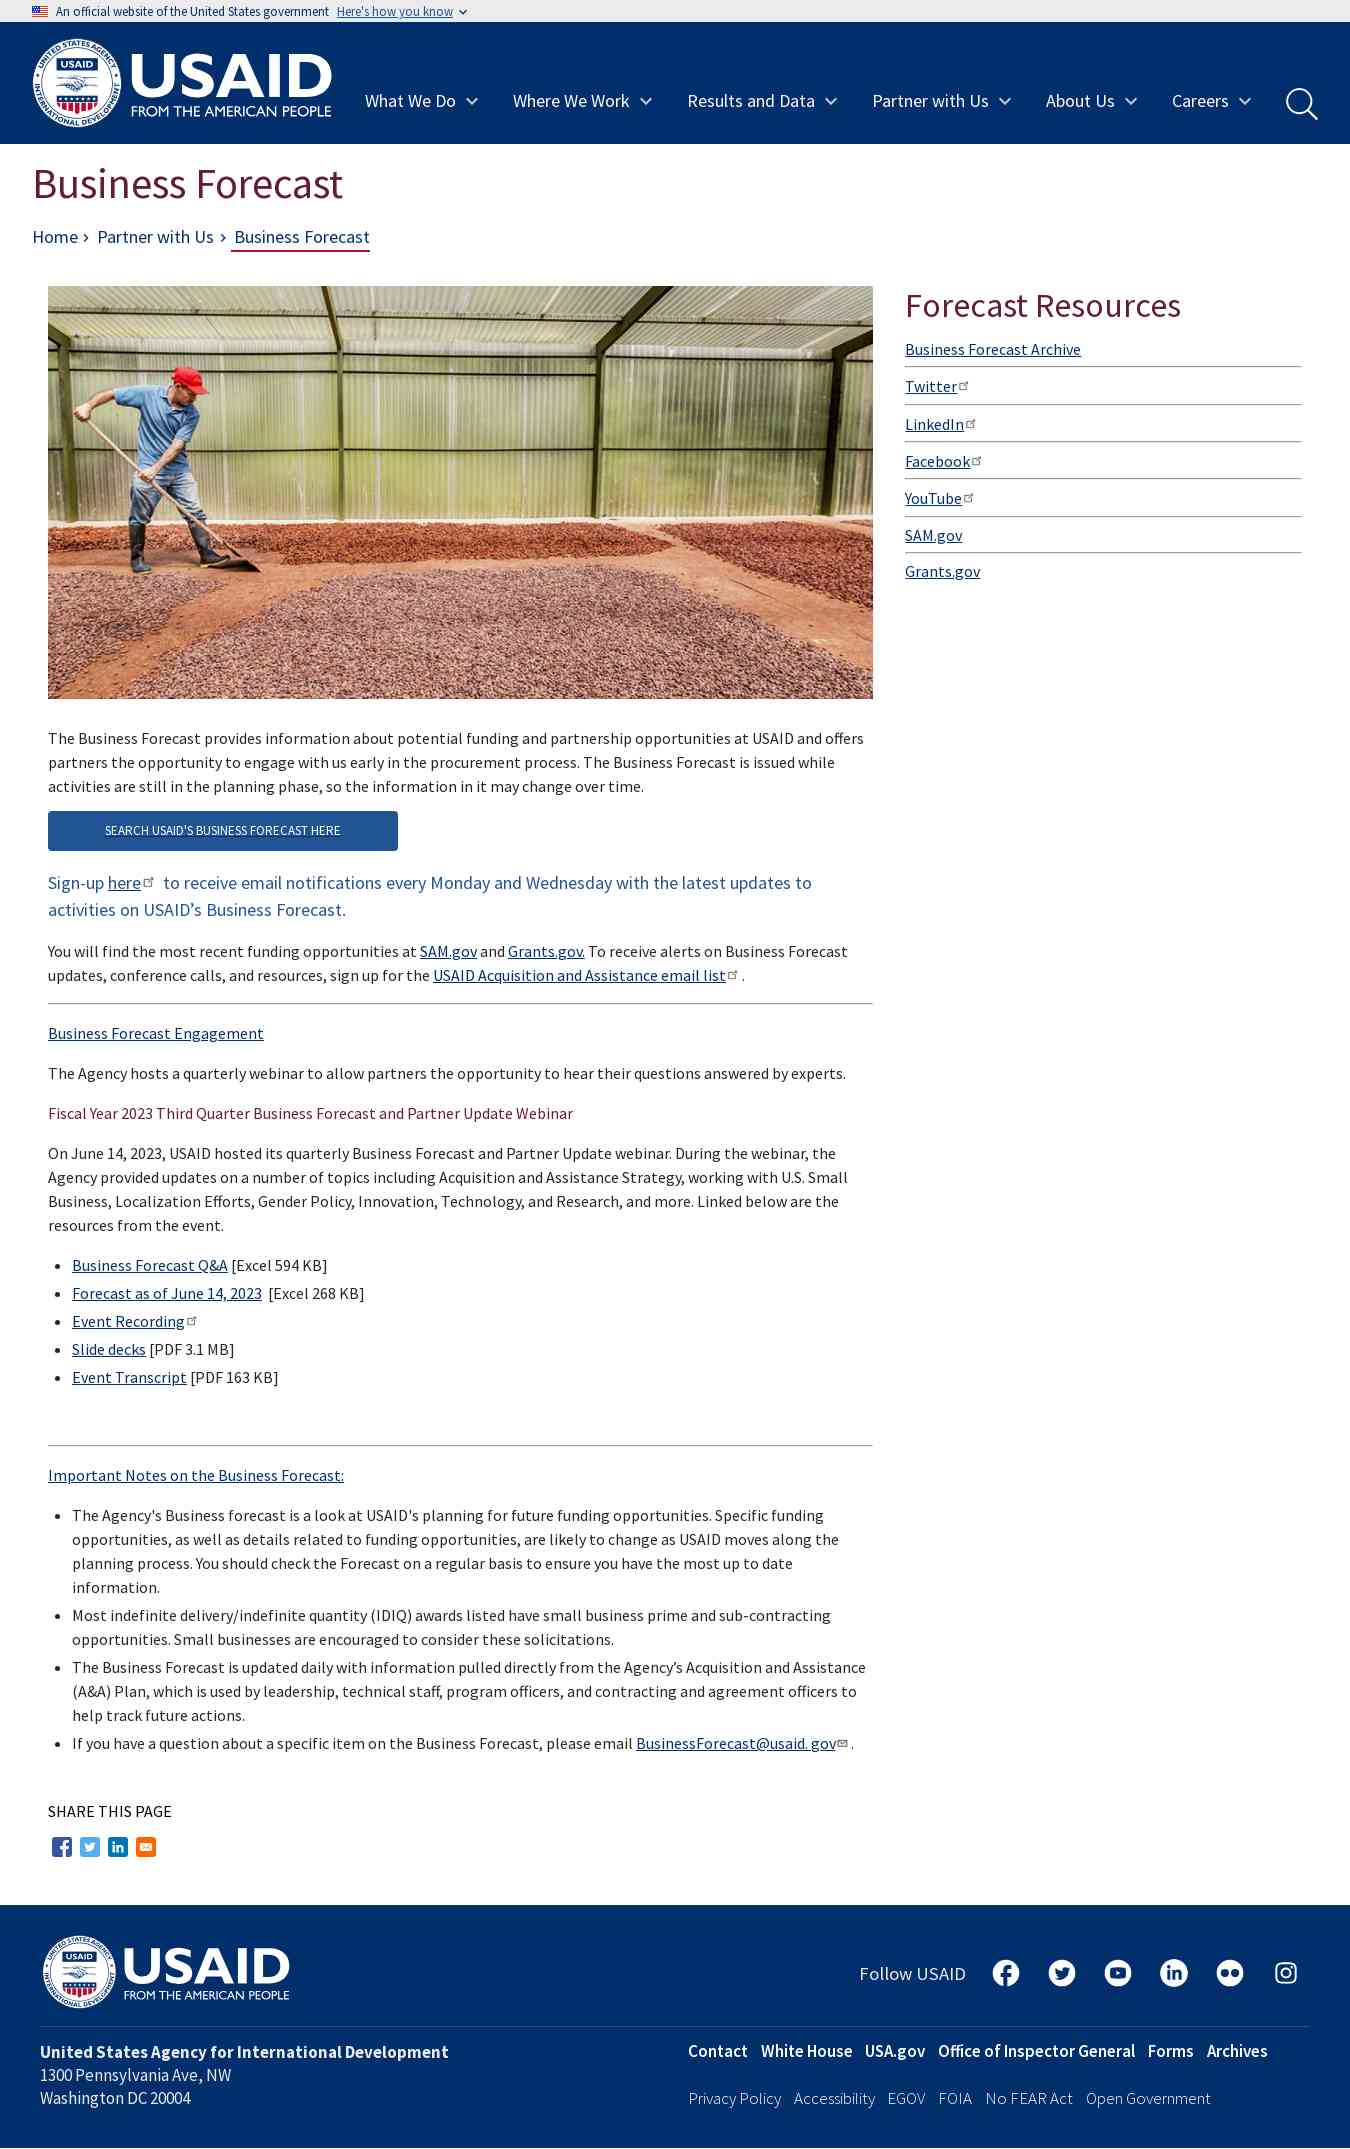 An official website of the United States government Here's how you know
UNITED STATES AGENCY
USAID
INTERNATIONAL DEVELOPMENT
USAID
FROM THE AMERICAN PEOPLE
What We Do
Where We Work
Results and Data
Partner with Us
About Us
Careers
Business Forecast
Home › Partner with Us › Business Forecast
The Business Forecast provides information about potential funding and partnership opportunities at USAID and offers
partners the opportunity to engage with us early in the procurement process. The Business Forecast is issued while
activities are still in the planning phase, so the information in it may change over time.
SEARCH USAID'S BUSINESS FORECAST HERE
Sign-up here to receive email notifications every Monday and Wednesday with the latest updates to
activities on USAID’s Business Forecast.
You will find the most recent funding opportunities at SAM.gov and Grants.gov. To receive alerts on Business Forecast
updates, conference calls, and resources, sign up for the USAID Acquisition and Assistance email list .
Business Forecast Engagement
The Agency hosts a quarterly webinar to allow partners the opportunity to hear their questions answered by experts.
Fiscal Year 2023 Third Quarter Business Forecast and Partner Update Webinar
On June 14, 2023, USAID hosted its quarterly Business Forecast and Partner Update webinar. During the webinar, the
Agency provided updates on a number of topics including Acquisition and Assistance Strategy, working with U.S. Small
Business, Localization Efforts, Gender Policy, Innovation, Technology, and Research, and more. Linked below are the
resources from the event.
• Business Forecast Q&A [Excel 594 KB]
• Forecast as of June 14, 2023 [Excel 268 KB]
• Event Recording
• Slide decks [PDF 3.1 MB]
• Event Transcript [PDF 163 KB]
Important Notes on the Business Forecast:
• The Agency's Business forecast is a look at USAID's planning for future funding opportunities. Specific funding
opportunities, as well as details related to funding opportunities, are likely to change as USAID moves along the
planning process. You should check the Forecast on a regular basis to ensure you have the most up to date
information.
• Most indefinite delivery/indefinite quantity (IDIQ) awards listed have small business prime and sub-contracting
opportunities. Small businesses are encouraged to consider these solicitations.
• The Business Forecast is updated daily with information pulled directly from the Agency’s Acquisition and Assistance
(A&A) Plan, which is used by leadership, technical staff, program officers, and contracting and agreement officers to
help track future actions.
• If you have a question about a specific item on the Business Forecast, please email BusinessForecast@usaid. gov .
SHARE THIS PAGE
Forecast Resources
Business Forecast Archive
Twitter
LinkedIn
Facebook
YouTube
SAM.gov
Grants.gov
UNITED STATES AGENCY
USAID
INTERNATIONAL DEVELOPMENT
USAID
FROM THE AMERICAN PEOPLE
Follow USAID
United States Agency for International Development
1300 Pennsylvania Ave, NW
Washington DC 20004
Contact White House USA.gov Office of Inspector General Forms Archives
Privacy Policy Accessibility EGOV FOIA No FEAR Act Open Government